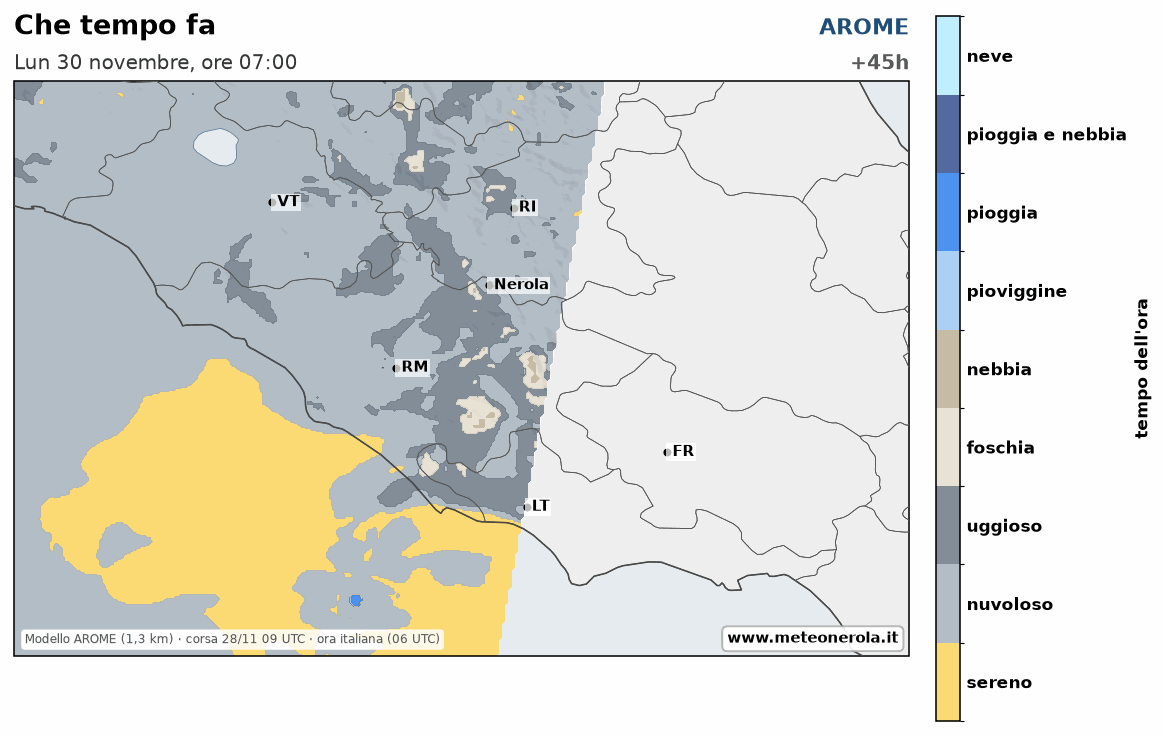 Che tempo fa
AROME
Lun 30 novembre, ore 07:00
+45h
neve
pioggia e nebbia
pioggia
pioviggine
nebbia
foschia
uggioso
nuvoloso
sereno
tempo dell'ora
VT
RI
Nerola
RM
FR
LT
Modello AROME (1,3 km) · corsa 28/11 09 UTC · ora italiana (06 UTC)
www.meteonerola.it